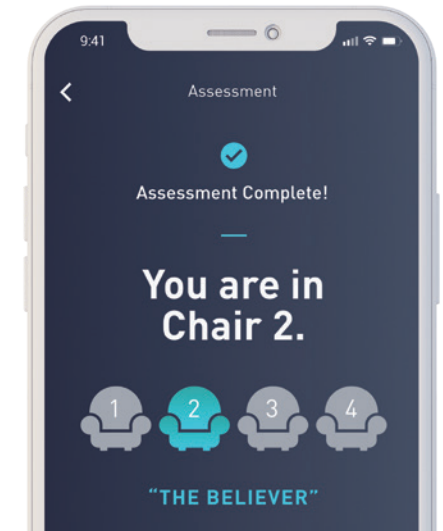 9:41
Assessment
Assessment Complete!
You are in
Chair 2.
1 2 3 4
“THE BELIEVER”